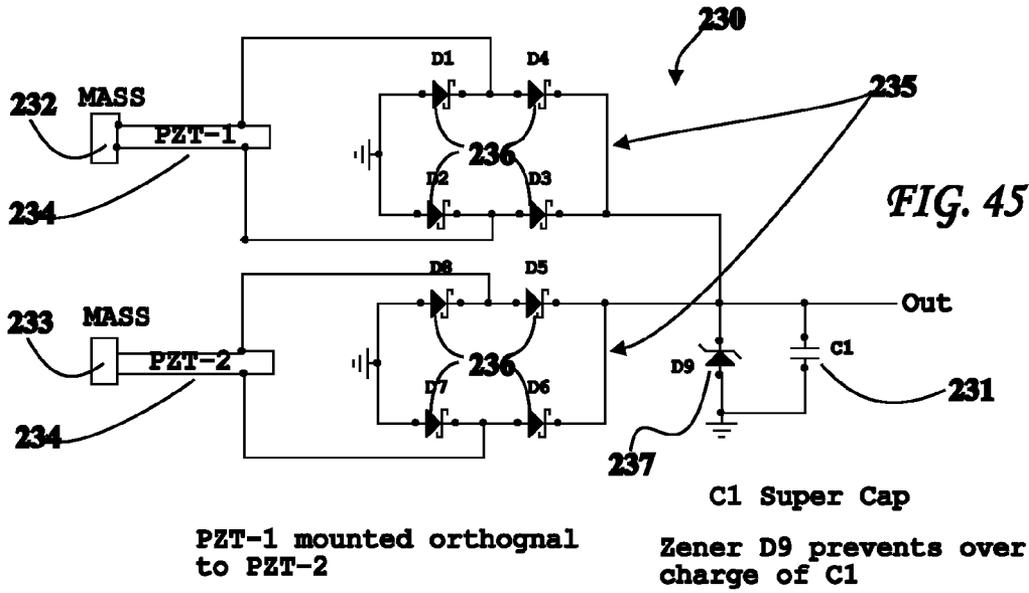 230
D1
D4
235
232
MASS
PZT-1
236
D2
D3
234
FIG. 45
D8
D5
233
MASS
Out
PZT-2
236
D9
C1
D7
D6
231
234
237
C1 Super Cap
PZT-1 mounted orthognal
to PZT-2
Zener D9 prevents over
charge of C1